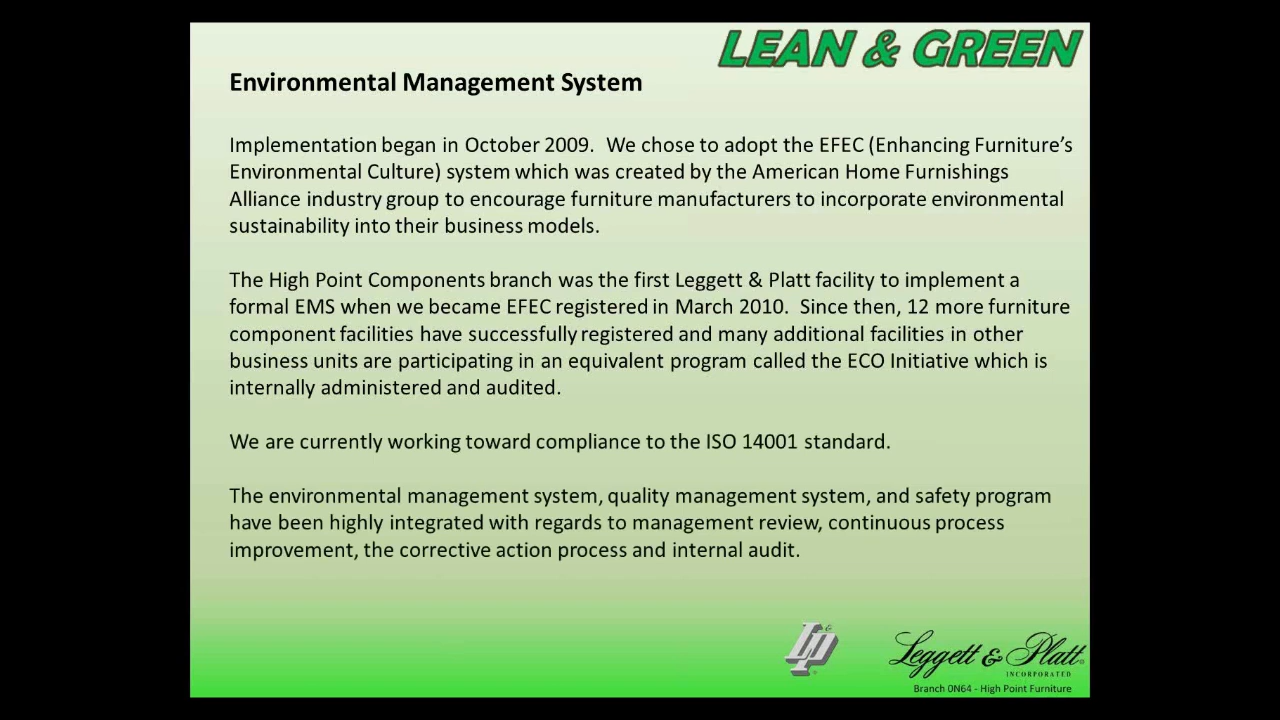 LEAN & GREEN
Environmental Management System
Implementation began in October 2009.  We chose to adopt the EFEC (Enhancing Furniture’s
Environmental Culture) system which was created by the American Home Furnishings
Alliance industry group to encourage furniture manufacturers to incorporate environmental
sustainability into their business models.
The High Point Components branch was the first Leggett & Platt facility to implement a
formal EMS when we became EFEC registered in March 2010.  Since then, 12 more furniture
component facilities have successfully registered and many additional facilities in other
business units are participating in an equivalent program called the ECO Initiative which is
internally administered and audited.
We are currently working toward compliance to the ISO 14001 standard.
The environmental management system, quality management system, and safety program
have been highly integrated with regards to management review, continuous process
improvement, the corrective action process and internal audit.
L&P
Leggett & Platt
INCORPORATED
Branch 0N64 - High Point Furniture